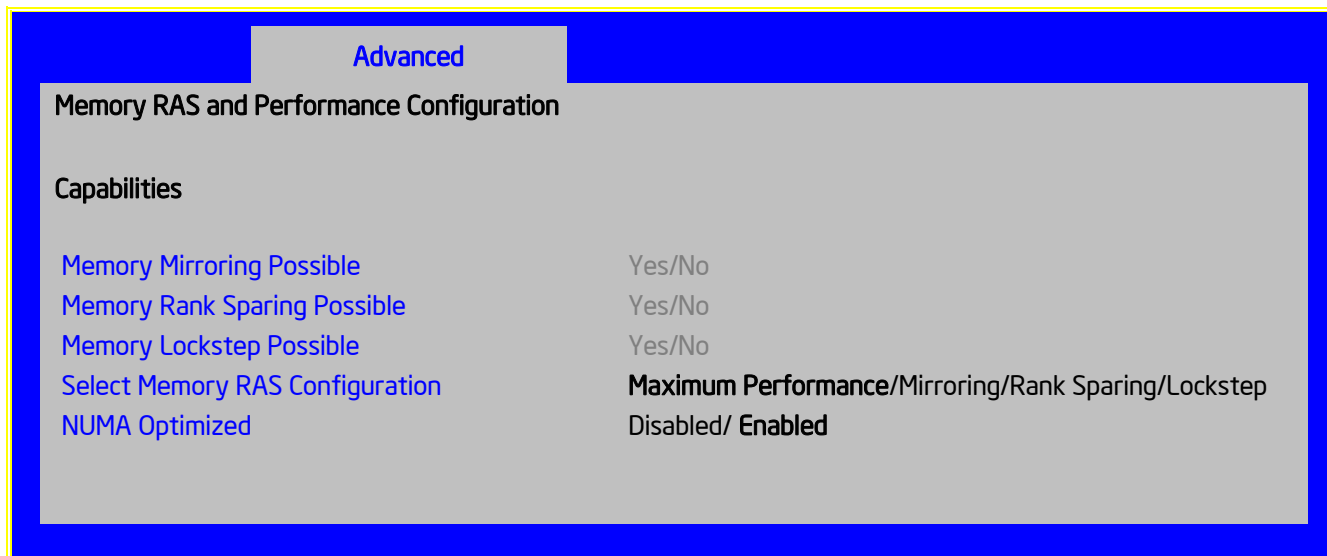 Advanced
Memory RAS and Performance Configuration
Capabilities
Memory Mirroring Possible Yes/No
Memory Rank Sparing Possible Yes/No
Memory Lockstep Possible Yes/No
Select Memory RAS Configuration Maximum Performance/Mirroring/Rank Sparing/Lockstep
NUMA Optimized Disabled/ Enabled